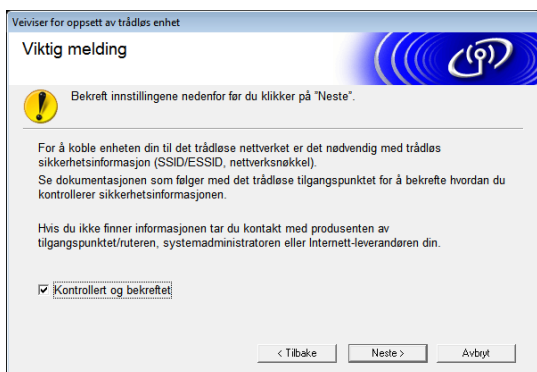 Veiviser for oppsett av trådløs enhet
Viktig melding
Bekreft innstillingene nedenfor før du klikker på "Neste".
For å koble enheten din til det trådløse nettverket er det nødvendig med trådløs
sikkerhetsinformasjon (SSID/ESSID, nettverksnøkkel).
Se dokumentasjonen som følger med det trådløse tilgangspunktet for å bekrefte hvordan du
kontrollerer sikkerhetsinformasjonen.
Hvis du ikke finner informasjonen tar du kontakt med produsenten av
tilgangspunktet/ruteren, systemadministratoren eller Internett-leverandøren din.
Kontrollert og bekreftet
< Tilbake Neste > Avbryt